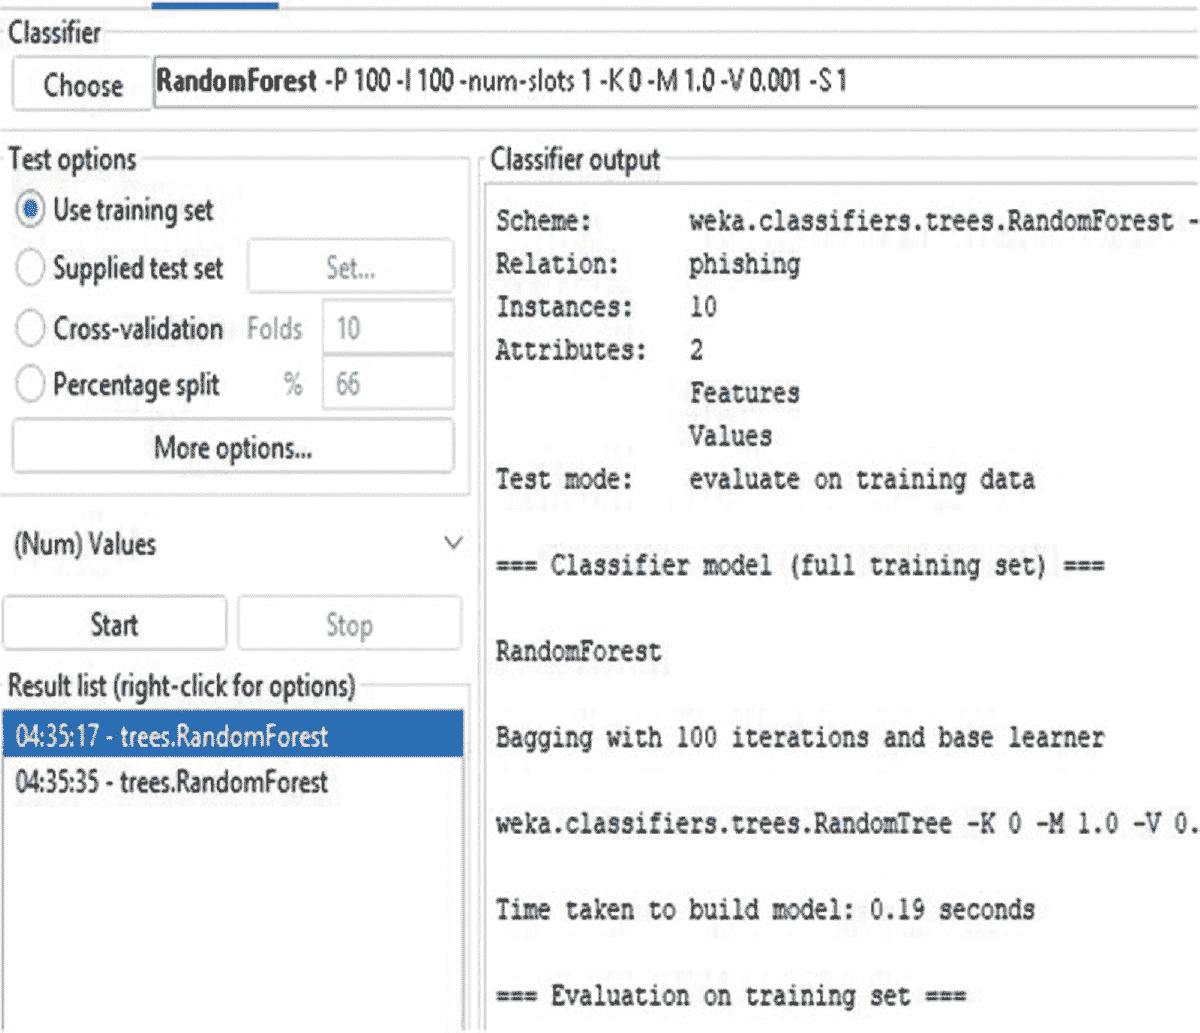 Classifier
Choose RandomForest -P 100 -I 100 -num-slots 1 -K 0 -M 1.0 -V 0.001 -S 1
Test options
Use training set
Supplied test set Set...
Cross-validation Folds 10
Percentage split % 66
More options...
(Num) Values
Start Stop
Result list (right-click for options)
04:35:17 - trees.RandomForest
04:35:35 - trees.RandomForest
Classifier output
Scheme: weka.classifiers.trees.RandomForest -
Relation: phishing
Instances: 10
Attributes: 2
Features
Values
Test mode: evaluate on training data
=== Classifier model (full training set) ===
RandomForest
Bagging with 100 iterations and base learner
weka.classifiers.trees.RandomTree -K 0 -M 1.0 -V 0.
Time taken to build model: 0.19 seconds
=== Evaluation on training set ===